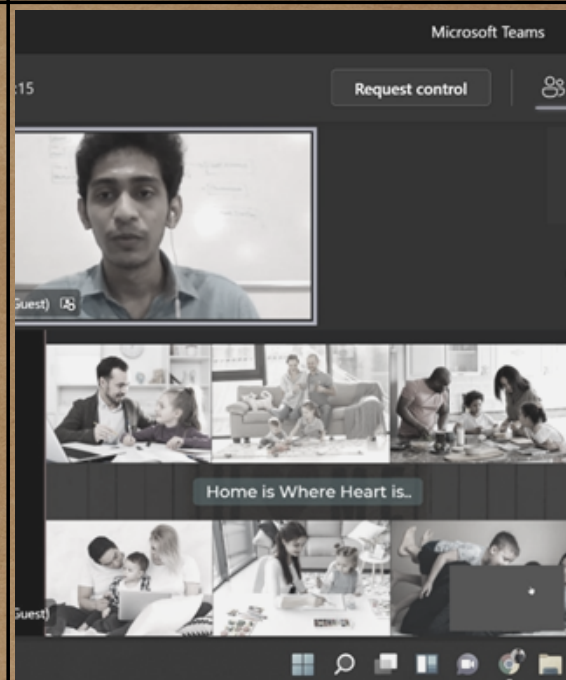 Microsoft Teams
:15
Request control
Guest)
Home is Where Heart is..
Guest)